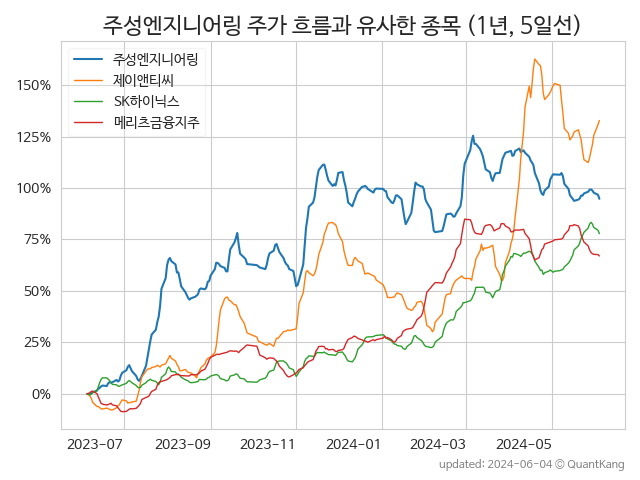 주성엔지니어링 주가 흐름과 유사한 종목 (1년, 5일선)
주성엔지니어링
제이앤티씨
SK하이닉스
메리츠금융지주
150%
125%
100%
75%
50%
25%
0%
2023-07
2023-09
2023-11
2024-01
2024-03
2024-05
updated: 2024-06-04 © QuantKang